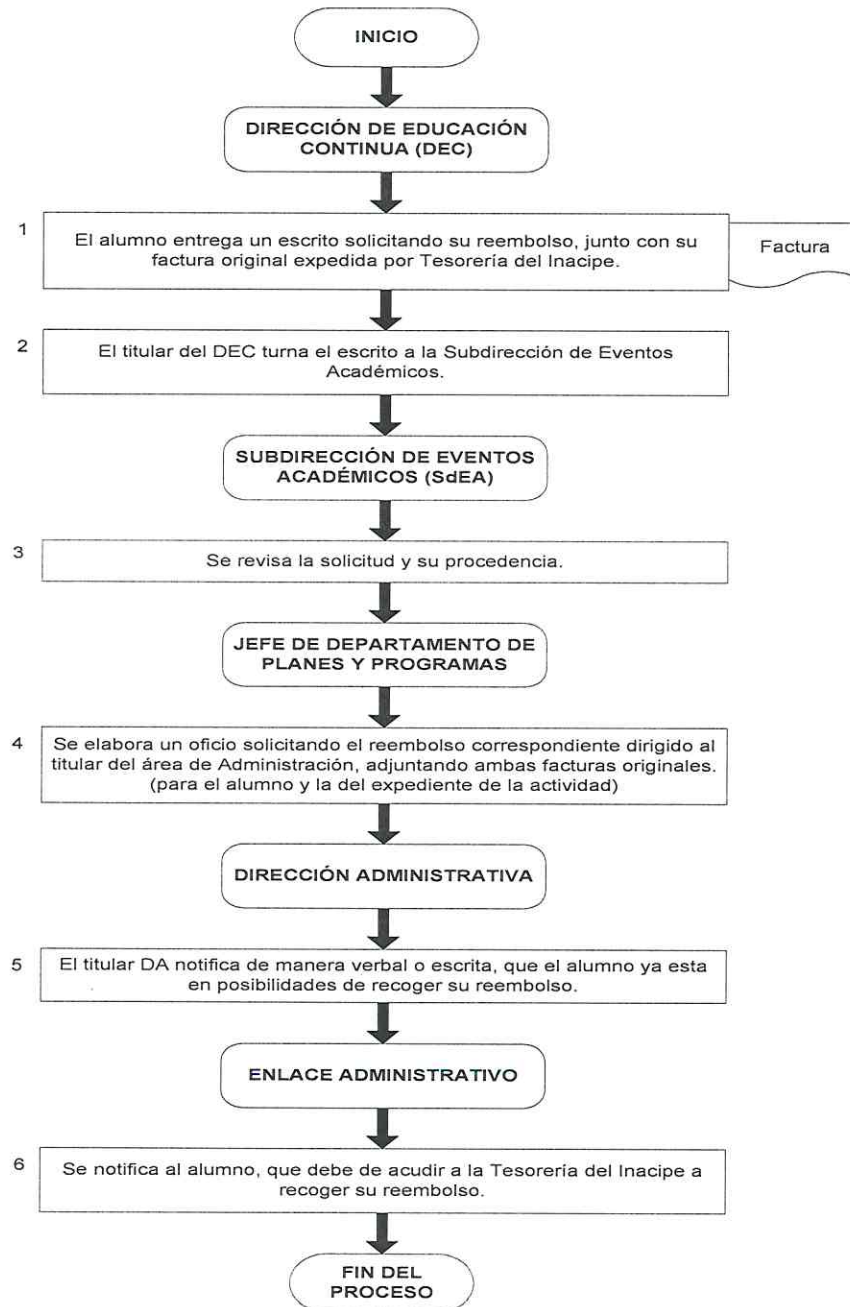 INICIO
DIRECCIÓN DE EDUCACIÓN
CONTINUA (DEC)
1
El alumno entrega un escrito solicitando su reembolso, junto con su
factura original expedida por Tesorería del Inacipe.
Factura
2
El titular del DEC turna el escrito a la Subdirección de Eventos
Académicos.
SUBDIRECCIÓN DE EVENTOS
ACADÉMICOS (SdEA)
3
Se revisa la solicitud y su procedencia.
JEFE DE DEPARTAMENTO DE
PLANES Y PROGRAMAS
4
Se elabora un oficio solicitando el reembolso correspondiente dirigido al
titular del área de Administración, adjuntando ambas facturas originales.
(para el alumno y la del expediente de la actividad)
DIRECCIÓN ADMINISTRATIVA
5
El titular DA notifica de manera verbal o escrita, que el alumno ya esta
en posibilidades de recoger su reembolso.
ENLACE ADMINISTRATIVO
6
Se notifica al alumno, que debe de acudir a la Tesorería del Inacipe a
recoger su reembolso.
FIN DEL
PROCESO